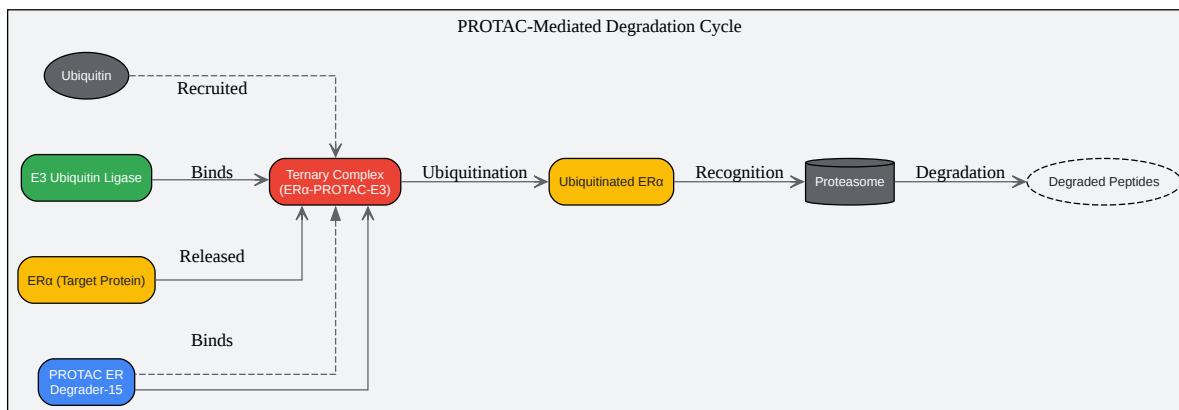 PROTAC-Mediated Degradation Cycle
Ubiquitin
Recruited
E3 Ubiquitin Ligase
Binds
Ternary Complex
(ERα-PROTAC-E3)
Ubiquitination
Ubiquitinated ERα
Recognition
Proteasome
Degradation
Degraded Peptides
Released
ERα (Target Protein)
Binds
PROTAC ER
Degrader-15